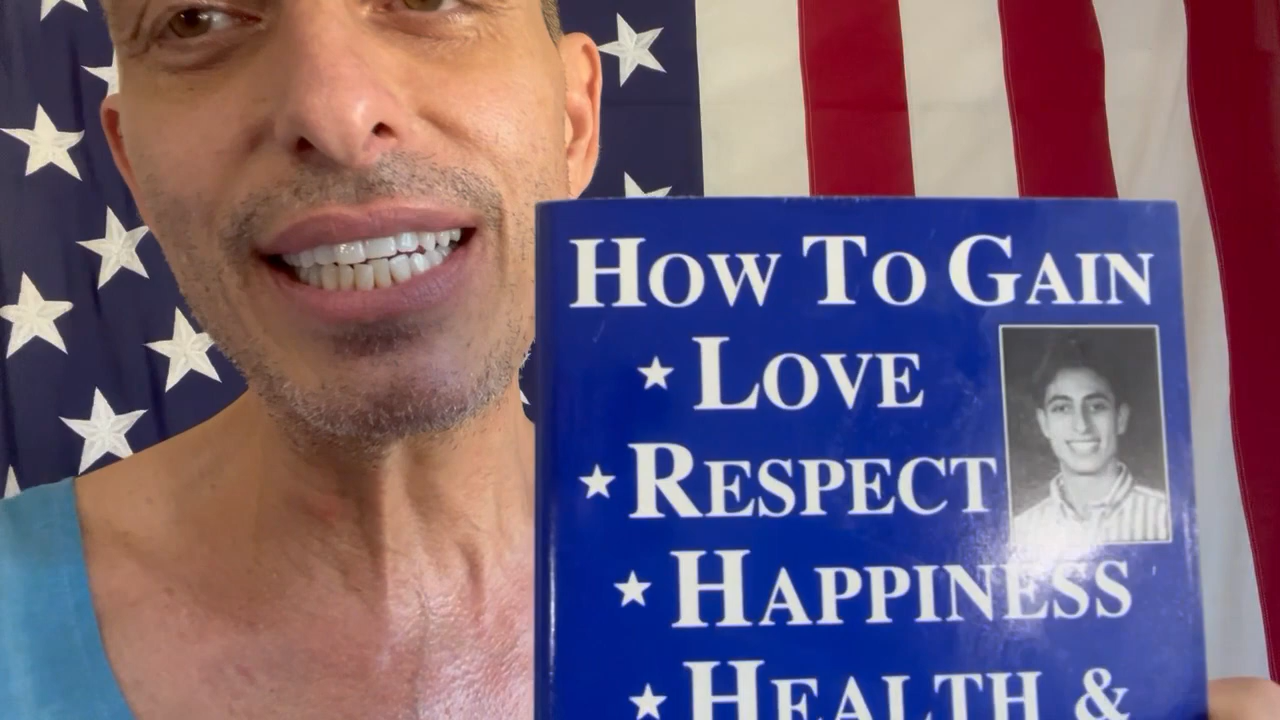 HOW TO GAIN
★ LOVE
★ RESPECT
★ HAPPINESS
★ HEALTH &